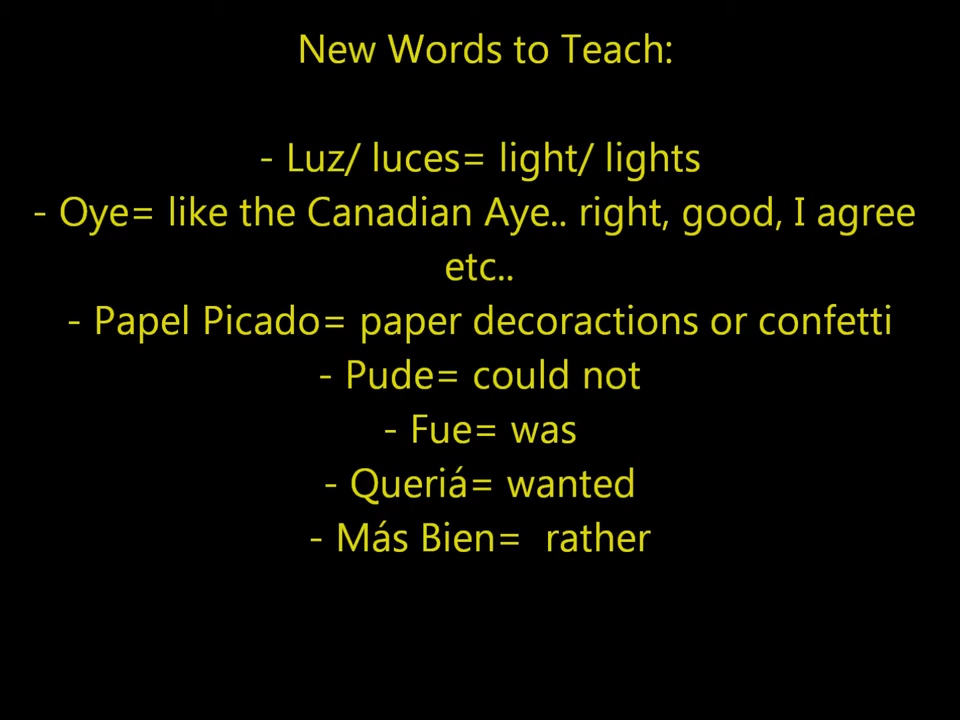 New Words to Teach:
- Luz/ luces= light/ lights
- Oye= like the Canadian Aye.. right, good, I agree
etc..
- Papel Picado= paper decoractions or confetti
- Pude= could not
- Fue= was
- Queriá= wanted
- Más Bien=  rather